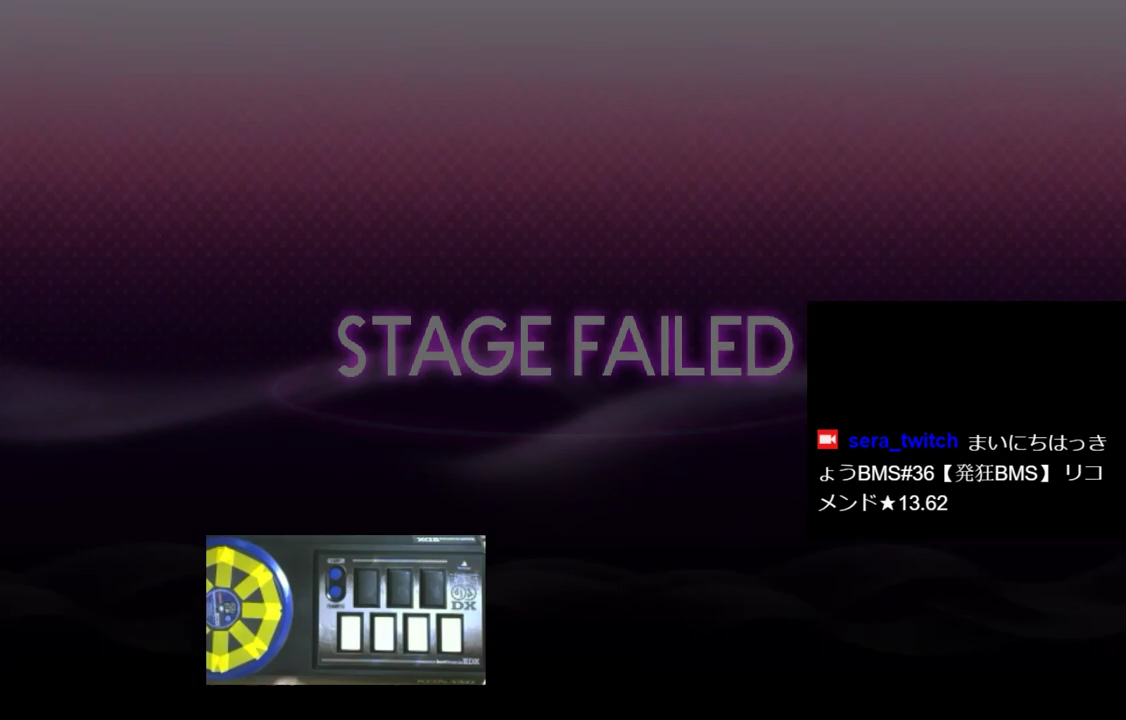 STAGE FAILED
sera_twitch まいにちはっき
ょうBMS#36【発狂BMS】 リコ
メンド★13.62
DX